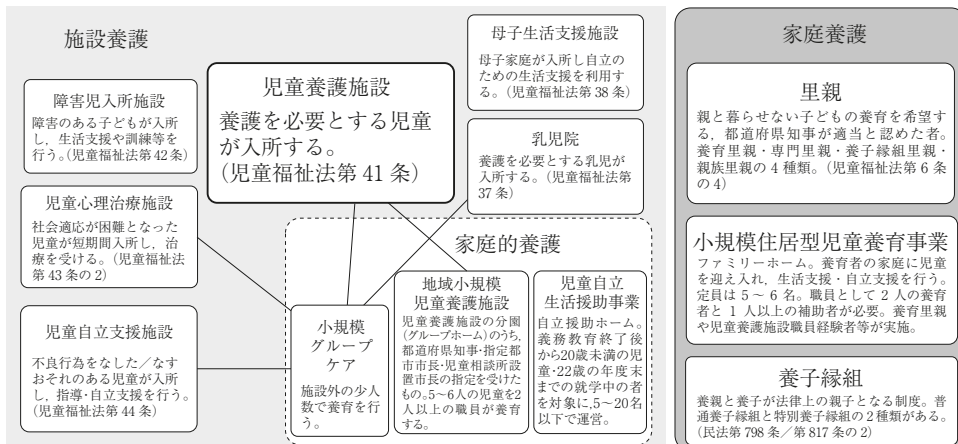 施設養護
障害児入所施設
障害のある子どもが入所
し，生活支援や訓練等を
行う。(児童福祉法第 42 条)
児童心理治療施設
社会適応が困難となった
児童が短期間入所し，治
療を受ける。（児童福祉法
第 43 条の 2）
児童自立支援施設
不良行為をなした／なす
おそれのある児童が入所
し，指導・自立支援を行う。
（児童福祉法第 44 条）
児童養護施設
養護を必要とする児童
が入所する。
（児童福祉法第 41 条）
母子生活支援施設
母子家庭が入所し自立の
ための生活支援を利用す
る。（児童福祉法第 38 条）
乳児院
養護を必要とする乳児が
入所する。（児童福祉法第
37 条）
家庭的養護
小規模
グループ
ケア
施設外の少人
数で養育を行
う。
地域小規模
児童養護施設
児童養護施設の分園
(グループホーム)のうち，
都道府県知事・指定都
市市長・児童相談所設
置市長の指定を受けた
もの。5〜6人の児童を2
人以上の職員が養育
する。
児童自立
生活援助事業
自立援助ホーム。
義務教育終了後
から20歳未満の児
童・22歳の年度末
までの就学中の者
を対象に，5〜20名
以下で運営。
家庭養護
里親
親と暮らせない子どもの養育を希望す
る，都道府県知事が適当と認めた者。
養育里親・専門里親・養子縁組里親・
親族里親の 4 種類。（児童福祉法第 6 条
の 4）
小規模住居型児童養育事業
ファミリーホーム。養育者の家庭に児童
を迎え入れ，生活支援・自立支援を行う。
定員は 5 〜 6 名。職員として 2 人の養育
者と 1 人以上の補助者が必要。養育里親
や児童養護施設職員経験者等が実施。
養子縁組
養親と養子が法律上の親子となる制度。普
通養子縁組と特別養子縁組の 2 種類がある。
（民法第 798 条／第 817 条の 2）